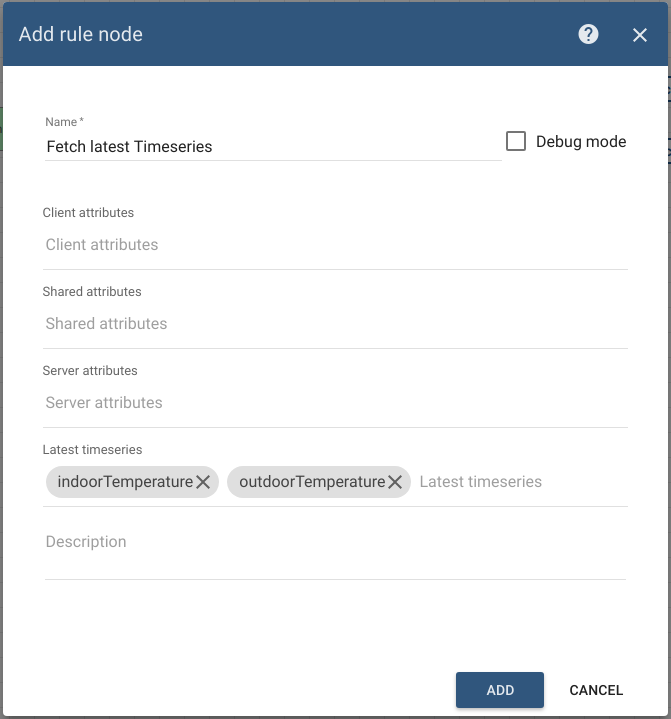 Add rule node
Name *
Fetch latest Timeseries
Debug mode
Client attributes
Client attributes
Shared attributes
Shared attributes
Server attributes
Server attributes
Latest timeseries
indoorTemperature outdoorTemperature Latest timeseries
Description
ADD CANCEL